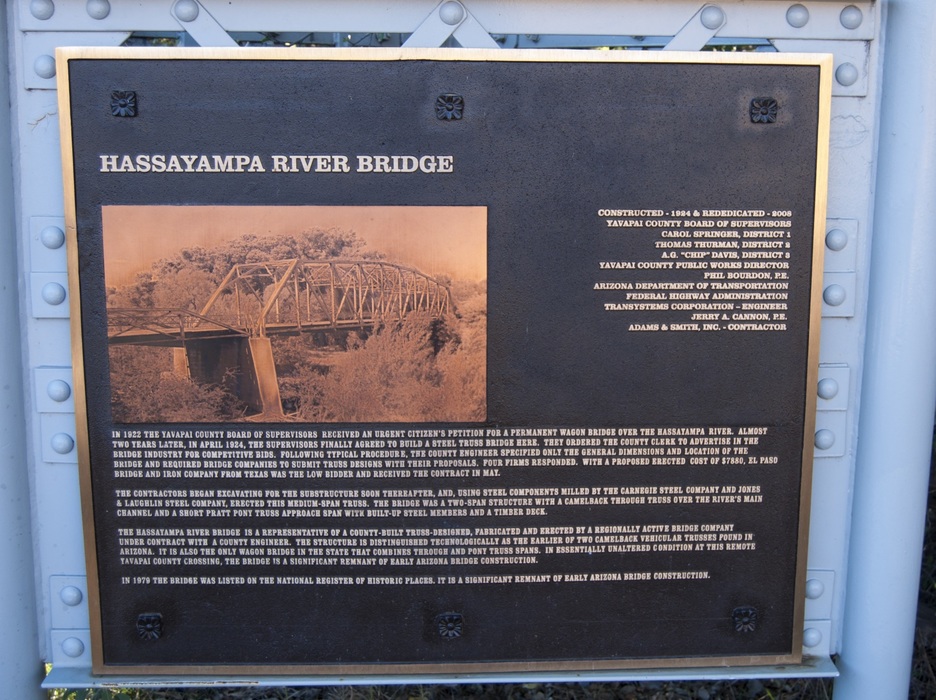 HASSAYAMPA RIVER BRIDGE
CONSTRUCTED - 1924 & REDEDICATED - 2008
YAVAPAI COUNTY BOARD OF SUPERVISORS
CAROL SPRINGER, DISTRICT 1
THOMAS THURMAN, DISTRICT 2
A.G. "CHIP" DAVIS, DISTRICT 3
YAVAPAI COUNTY PUBLIC WORKS DIRECTOR
PHIL BOURDON, P.E.
ARIZONA DEPARTMENT OF TRANSPORTATION
FEDERAL HIGHWAY ADMINISTRATION
TRANSYSTEMS CORPORATION – ENGINEER
JERRY A. CANNON, P.E.
ADAMS & SMITH, INC. - CONTRACTOR
IN 1922 THE YAVAPAI COUNTY BOARD OF SUPERVISORS RECEIVED AN URGENT CITIZEN'S PETITION FOR A PERMANENT WAGON BRIDGE OVER THE HASSAYAMPA RIVER. ALMOST
TWO YEARS LATER, IN APRIL 1924, THE SUPERVISORS FINALLY AGREED TO BUILD A STEEL TRUSS BRIDGE HERE. THEY ORDERED THE COUNTY CLERK TO ADVERTISE IN THE
BRIDGE INDUSTRY FOR COMPETITIVE BIDS. FOLLOWING TYPICAL PROCEDURE, THE COUNTY ENGINEER SPECIFIED ONLY THE GENERAL DIMENSIONS AND LOCATION OF THE
BRIDGE AND REQUIRED BRIDGE COMPANIES TO SUBMIT TRUSS DESIGNS WITH THEIR PROPOSALS. FOUR FIRMS RESPONDED. WITH A PROPOSED ERECTED COST OF $7880, EL PASO
BRIDGE AND IRON COMPANY FROM TEXAS WAS THE LOW BIDDER AND RECEIVED THE CONTRACT IN MAY.
THE CONTRACTORS BEGAN EXCAVATING FOR THE SUBSTRUCTURE SOON THEREAFTER, AND, USING STEEL COMPONENTS MILLED BY THE CARNEGIE STEEL COMPANY AND JONES
& LAUGHLIN STEEL COMPANY, ERECTED THIS MEDIUM-SPAN TRUSS. THE BRIDGE WAS A TWO-SPAN STRUCTURE WITH A CAMELBACK THROUGH TRUSS OVER THE RIVER'S MAIN
CHANNEL AND A SHORT PRATT PONY TRUSS APPROACH SPAN WITH BUILT-UP STEEL MEMBERS AND A TIMBER DECK.
THE HASSAYAMPA RIVER BRIDGE IS A REPRESENTATIVE OF A COUNTY-BUILT TRUSS-DESIGNED, FABRICATED AND ERECTED BY A REGIONALLY ACTIVE BRIDGE COMPANY
UNDER CONTRACT WITH A COUNTY ENGINEER. THE STRUCTURE IS DISTINGUISHED TECHNOLOGICALLY AS THE EARLIER OF TWO CAMELBACK VEHICULAR TRUSSES FOUND IN
ARIZONA. IT IS ALSO THE ONLY WAGON BRIDGE IN THE STATE THAT COMBINES THROUGH AND PONY TRUSS SPANS. IN ESSENTIALLY UNALTERED CONDITION AT THIS REMOTE
YAVAPAI COUNTY CROSSING, THE BRIDGE IS A SIGNIFICANT REMNANT OF EARLY ARIZONA BRIDGE CONSTRUCTION.
IN 1979 THE BRIDGE WAS LISTED ON THE NATIONAL REGISTER OF HISTORIC PLACES. IT IS A SIGNIFICANT REMNANT OF EARLY ARIZONA BRIDGE CONSTRUCTION.